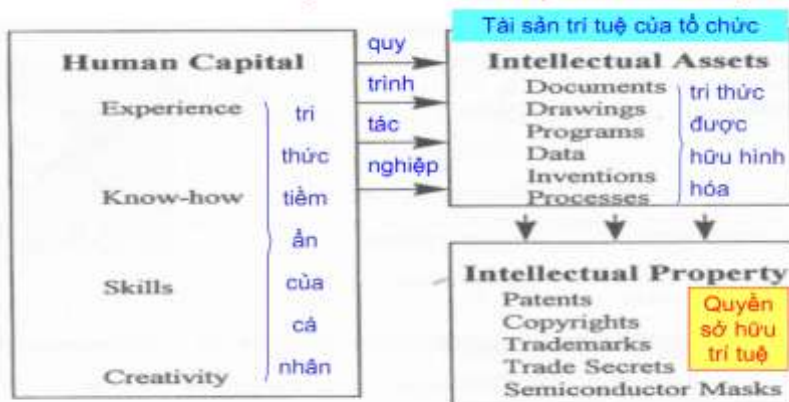 Human Capital
Experience
Know-how
Skills
Creativity
tri
thức
tiềm
ẩn
của
cá
nhân
quy
trình
tác
nghiệp
Tài sản trí tuệ của tổ chức
Intellectual Assets
Documents
Drawings
Programs
Data
Inventions
Processes
tri thức
được
hữu hình
hóa
Intellectual Property
Patents
Copyrights
Trademarks
Trade Secrets
Semiconductor Masks
Quyền
sở hữu
trí tuệ